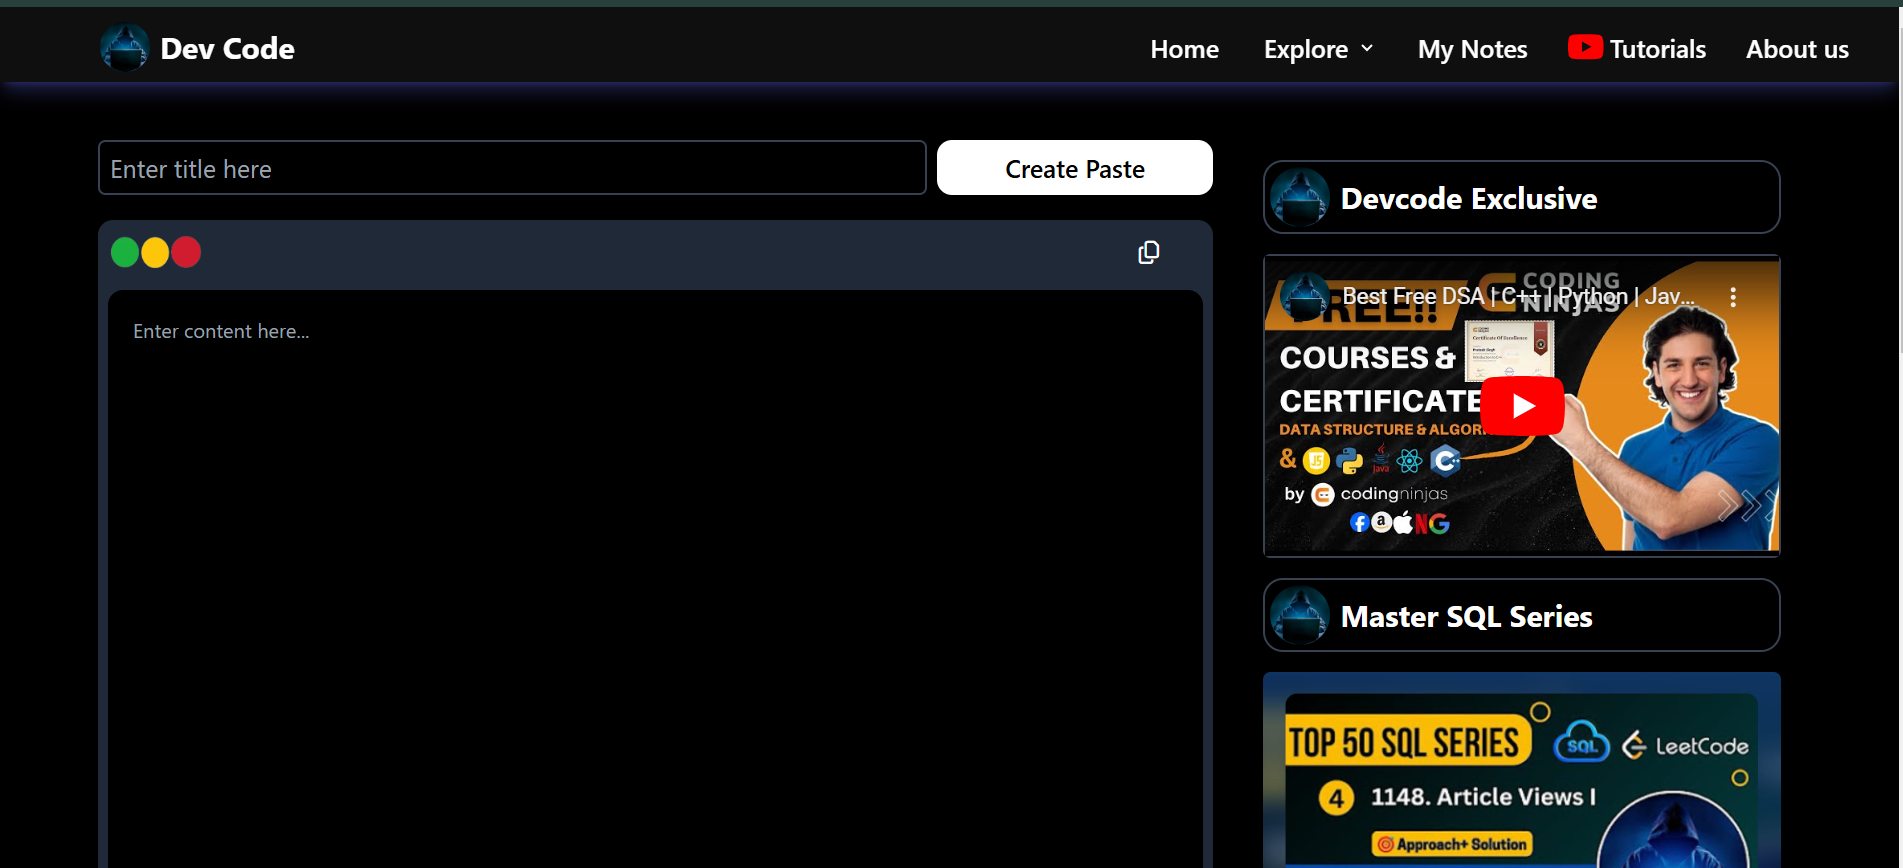 Dev Code
Home
Explore
My Notes
Tutorials
About us
Enter title here
Create Paste
Enter content here...
Devcode Exclusive
Best Free DSA | C++ | Python | Jav...
FREE!!
CODING
NINJAS
COURSES &
CERTIFICATE
DATA STRUCTURE & ALGOR
& JS Java C++
by codingninjas
Master SQL Series
TOP 50 SQL SERIES
SQL
LeetCode
4
1148. Article Views I
Approach+ Solution